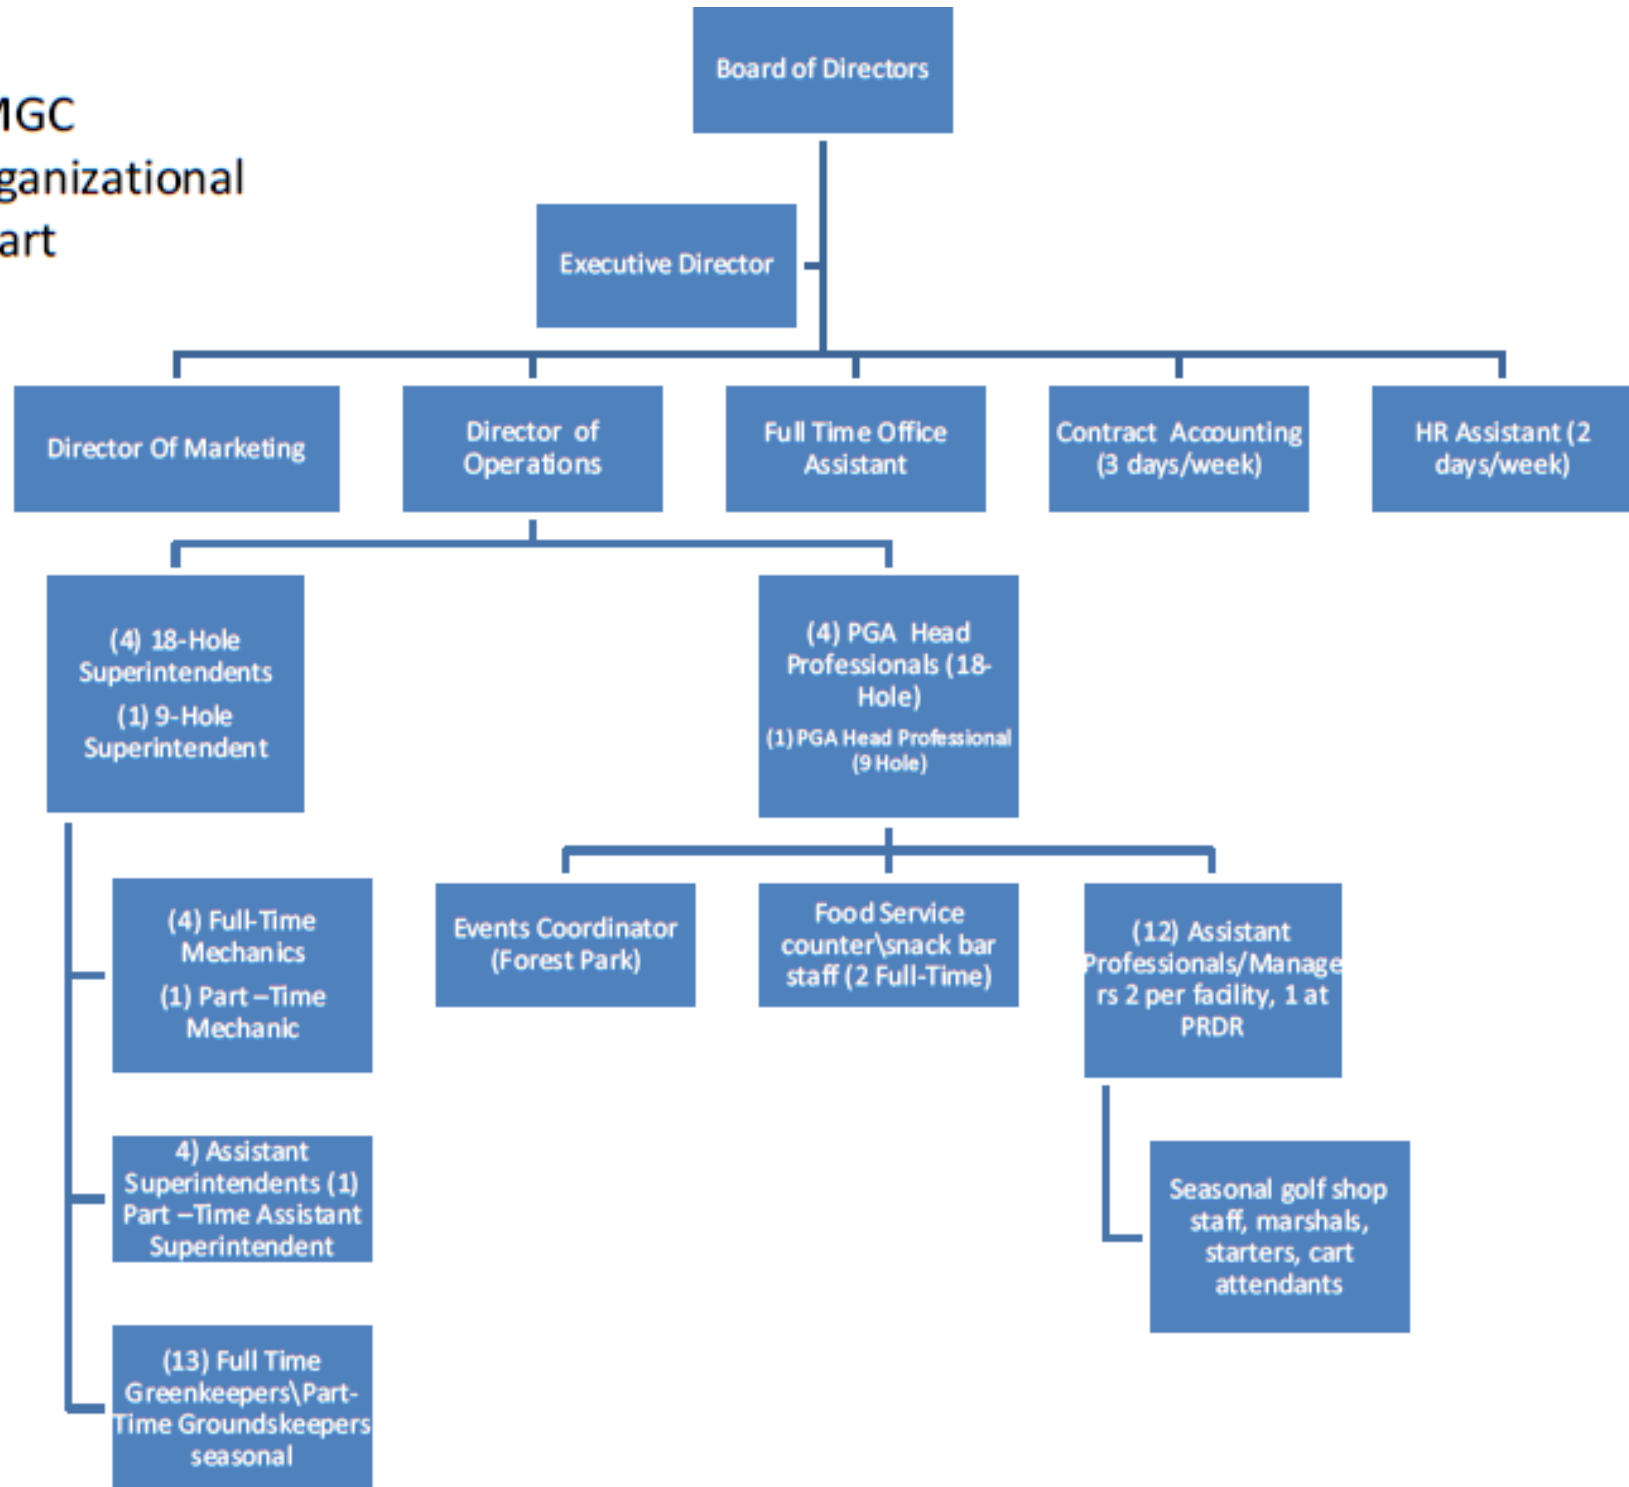 MGC
ganizational
art
Board of Directors
Executive Director
Director Of Marketing
Director of
Operations
Full Time Office
Assistant
Contract Accounting
(3 days/week)
HR Assistant (2
days/week)
(4) 18-Hole
Superintendents
(1) 9-Hole
Superintendent
(4) PGA Head
Professionals (18-
Hole)
(1) PGA Head Professional
(9 Hole)
(4) Full-Time
Mechanics
(1) Part –Time
Mechanic
4) Assistant
Superintendents (1)
Part –Time Assistant
Superintendent
(13) Full Time
Greenkeepers\Part-
Time Groundskeepers
seasonal
Events Coordinator
(Forest Park)
Food Service
counter\snack bar
staff (2 Full-Time)
(12) Assistant
Professionals/Manage
rs 2 per facility, 1 at
PRDR
Seasonal golf shop
staff, marshals,
starters, cart
attendants